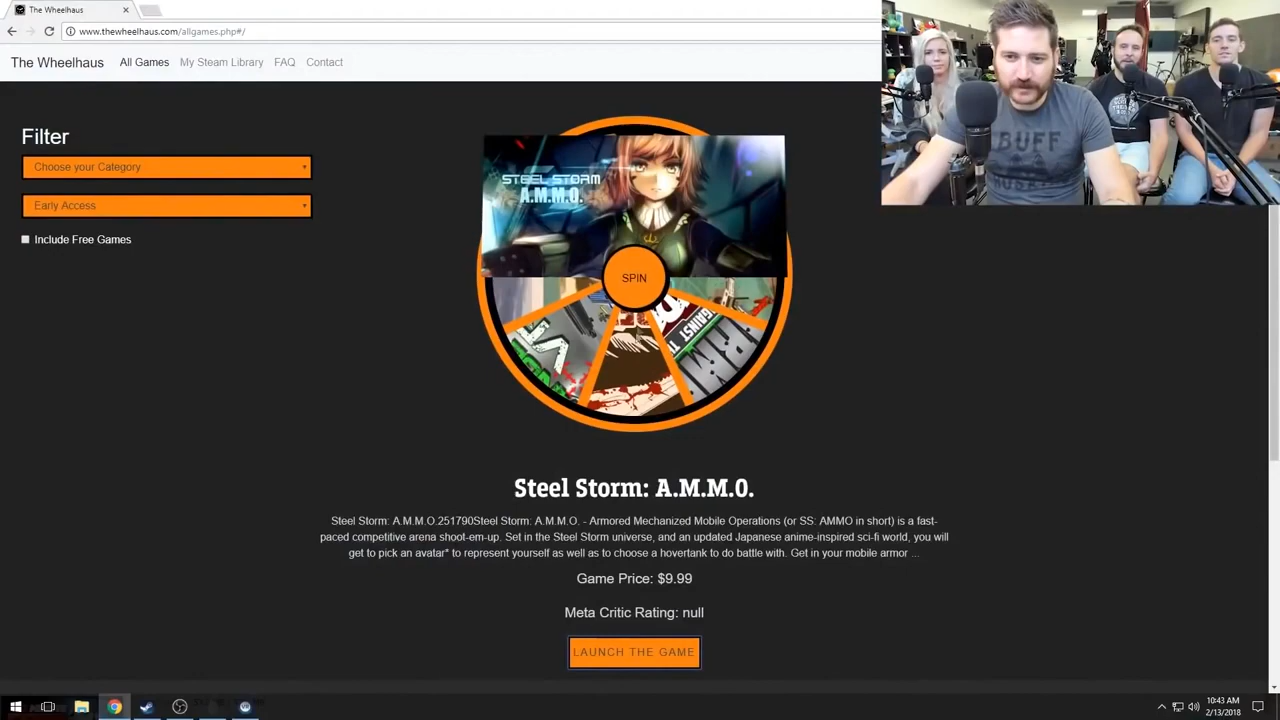 The Wheelhaus
www.thewheelhaus.com/allgames.php#/
The Wheelhaus
All Games
My Steam Library
FAQ
Contact
Filter
Choose your Category
Early Access
Include Free Games
STEEL STORM
A.M.M.O.
SPIN
AGAINST
BUFF
Steel Storm: A.M.M.O.
Steel Storm: A.M.M.O.251790Steel Storm: A.M.M.O. - Armored Mechanized Mobile Operations (or SS: AMMO in short) is a fast-
paced competitive arena shoot-em-up. Set in the Steel Storm universe, and an updated Japanese anime-inspired sci-fi world, you will
get to pick an avatar* to represent yourself as well as to choose a hovertank to do battle with. Get in your mobile armor ...
Game Price: $9.99
Meta Critic Rating: null
LAUNCH THE GAME
10:43 AM
2/13/2018